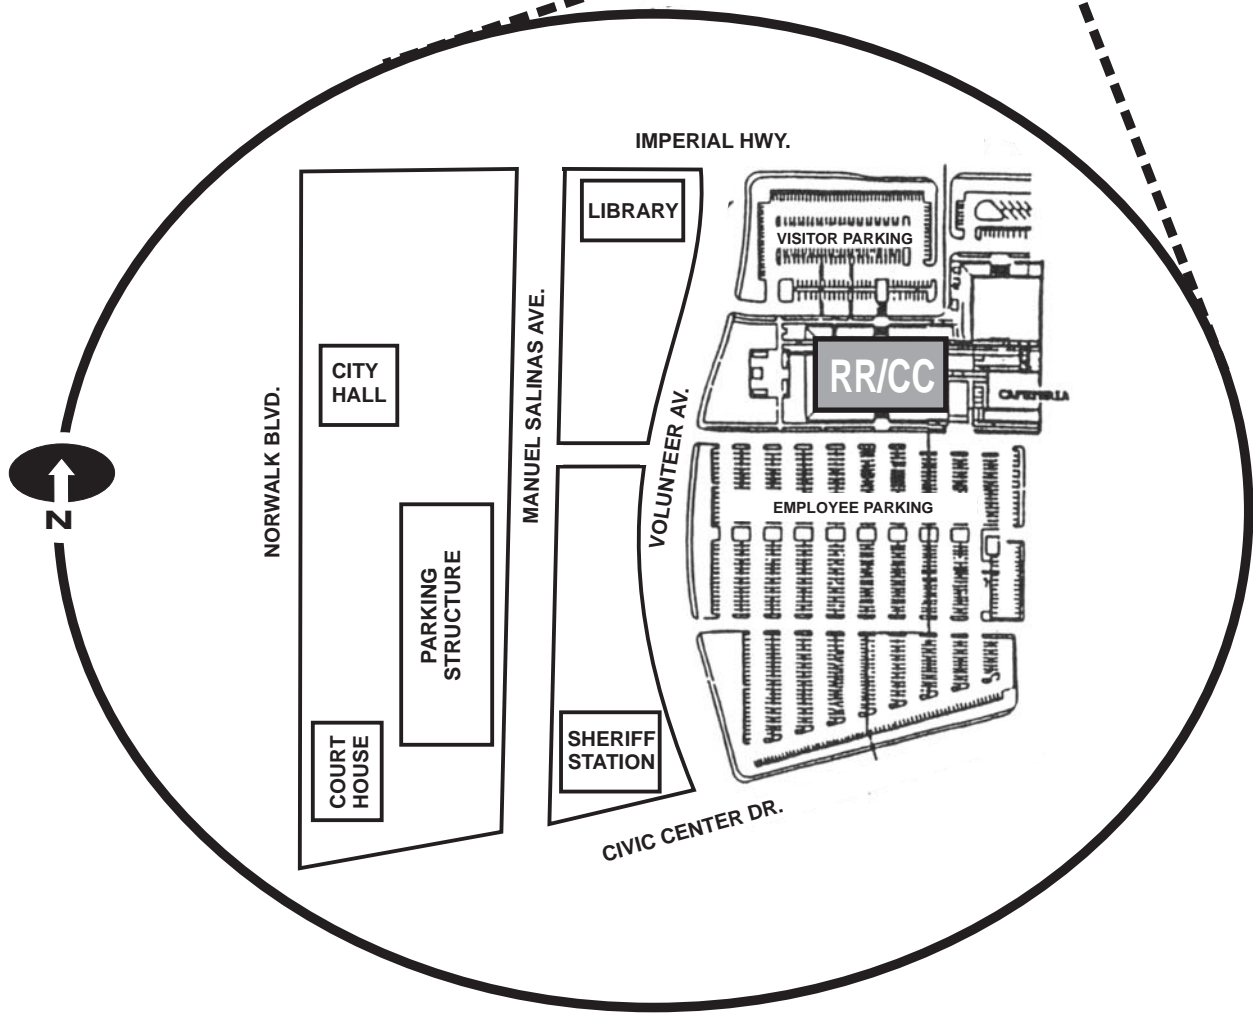 IMPERIAL HWY.
LIBRARY
VISITOR PARKING
CITY
HALL
RR/CC
CAFETERIA
NORWALK BLVD.
MANUEL SALINAS AVE.
VOLUNTEER AV.
N
EMPLOYEE PARKING
PARKING
STRUCTURE
COURT
HOUSE
SHERIFF
STATION
CIVIC CENTER DR.